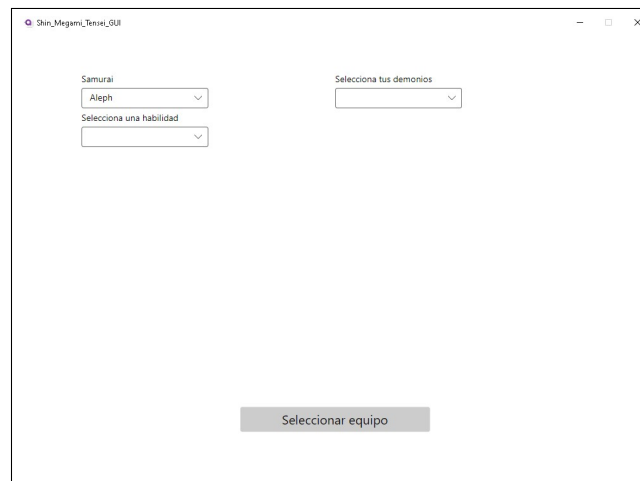 Shin_Megami_Tensei_GUI
Samurai
Aleph
Selecciona una habilidad
Selecciona tus demonios
Seleccionar equipo